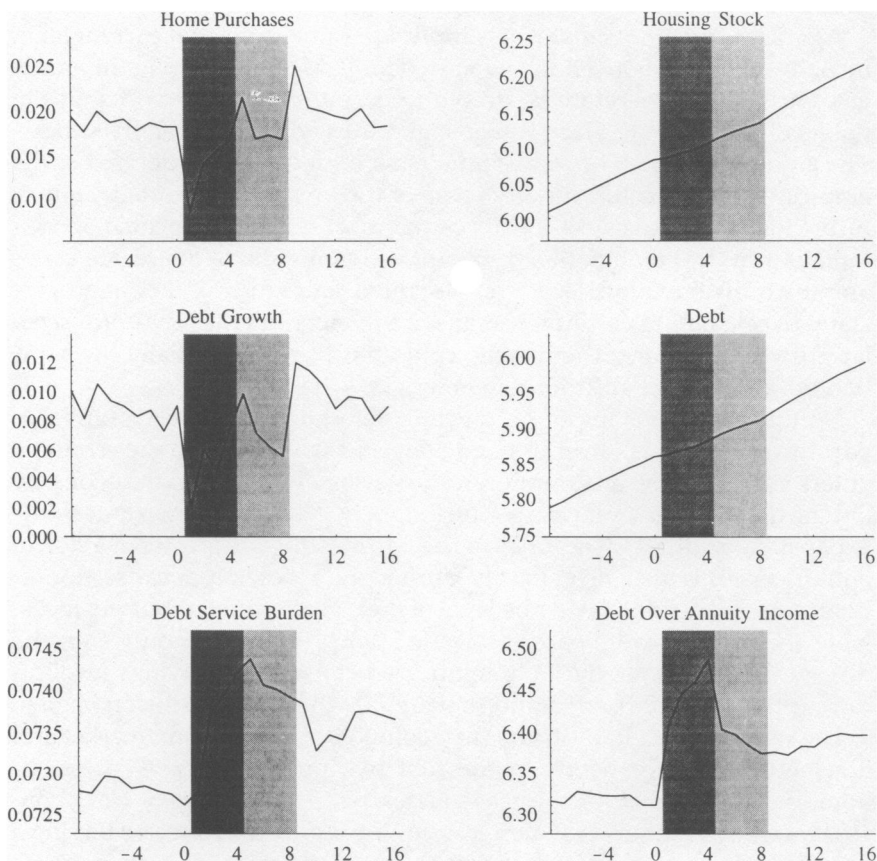 Home Purchases
0.025
0.020
0.015
0.010
−4 0 4 8 12 16
Housing Stock
6.25
6.20
6.15
6.10
6.05
6.00
−4 0 4 8 12 16
Debt Growth
0.012
0.010
0.008
0.006
0.004
0.002
0.000
−4 0 4 8 12 16
Debt
6.00
5.95
5.90
5.85
5.80
5.75
−4 0 4 8 12 16
Debt Service Burden
0.0745
0.0740
0.0735
0.0730
0.0725
−4 0 4 8 12 16
Debt Over Annuity Income
6.50
6.45
6.40
6.35
6.30
−4 0 4 8 12 16